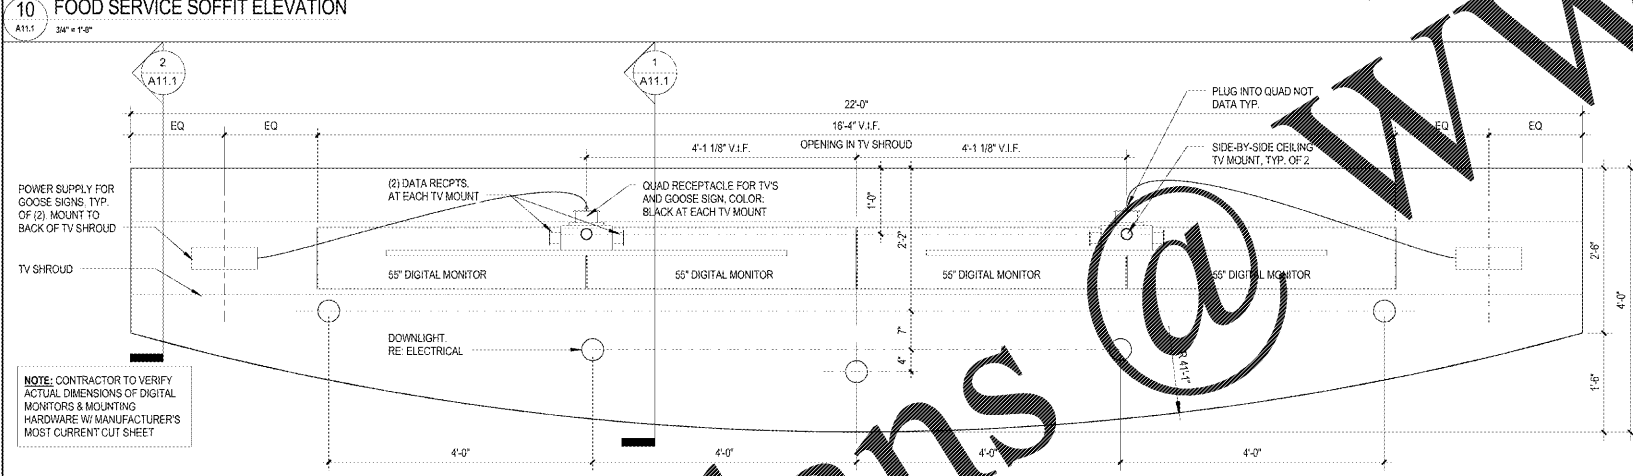 10
A11.1
FOOD SERVICE SOFFIT ELEVATION
3/4" = 1'-0"
2
A11.1
1
A11.1
22'-0"
EQ
EQ
16'-4" V.I.F.
EQ
EQ
OPENING IN TV SHROUD
4'-1 1/8" V.I.F.
4'-1 1/8" V.I.F.
PLUG INTO QUAD NOT
DATA TYP.
SIDE-BY-SIDE CEILING
TV MOUNT, TYP. OF 2
POWER SUPPLY FOR
GOOSE SIGNS, TYP.
OF (2). MOUNT TO
BACK OF TV SHROUD
TV SHROUD
(2) DATA RECPTS.
AT EACH TV MOUNT
QUAD RECEPTACLE FOR TV'S
AND GOOSE SIGN, COLOR:
BLACK AT EACH TV MOUNT
1'-0"
2'-2"
7"
4"
55" DIGITAL MONITOR
55" DIGITAL MONITOR
55" DIGITAL MONITOR
55" DIGITAL MONITOR
DOWNLIGHT.
RE: ELECTRICAL
R 41'-1"
2'-6"
4'-0"
1'-6"
NOTE: CONTRACTOR TO VERIFY
ACTUAL DIMENSIONS OF DIGITAL
MONITORS & MOUNTING
HARDWARE W/ MANUFACTURER'S
MOST CURRENT CUT SHEET
4'-0"
4'-0"
4'-0"
4'-0"
ns @ ww